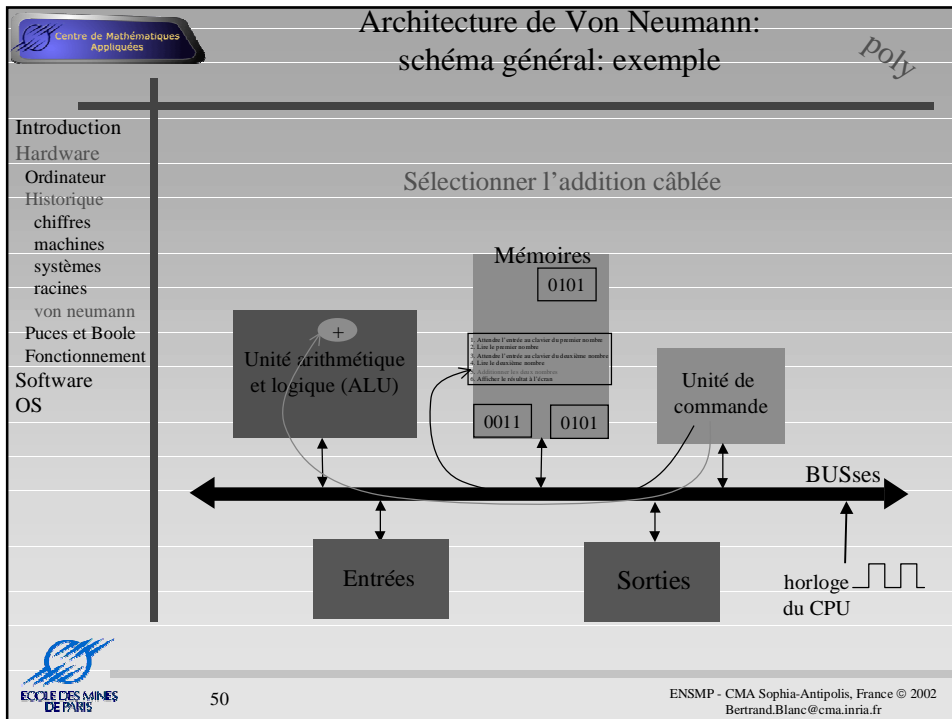 Centre de Mathématiques
Appliquées
Architecture de Von Neumann:
schéma général: exemple
poly
Introduction
Hardware
Ordinateur
Historique
chiffres
machines
systèmes
racines
von neumann
Puces et Boole
Fonctionnement
Software
OS
Sélectionner l'addition câblée
Mémoires
0101
+
Unité arithmétique
et logique (ALU)
1. Attendre l'entrée au clavier du premier nombre
2. Lire le premier nombre
3. Attendre l'entrée au clavier du deuxième nombre
4. Lire le deuxième nombre
5. Additionner les deux nombres
6. Afficher le résultat à l'écran
0011
0101
Unité de
commande
BUSses
Entrées
Sorties
horloge
du CPU
ECOLE DES MINES
DE PARIS
50
ENSMP - CMA Sophia-Antipolis, France © 2002
Bertrand.Blanc@cma.inria.fr